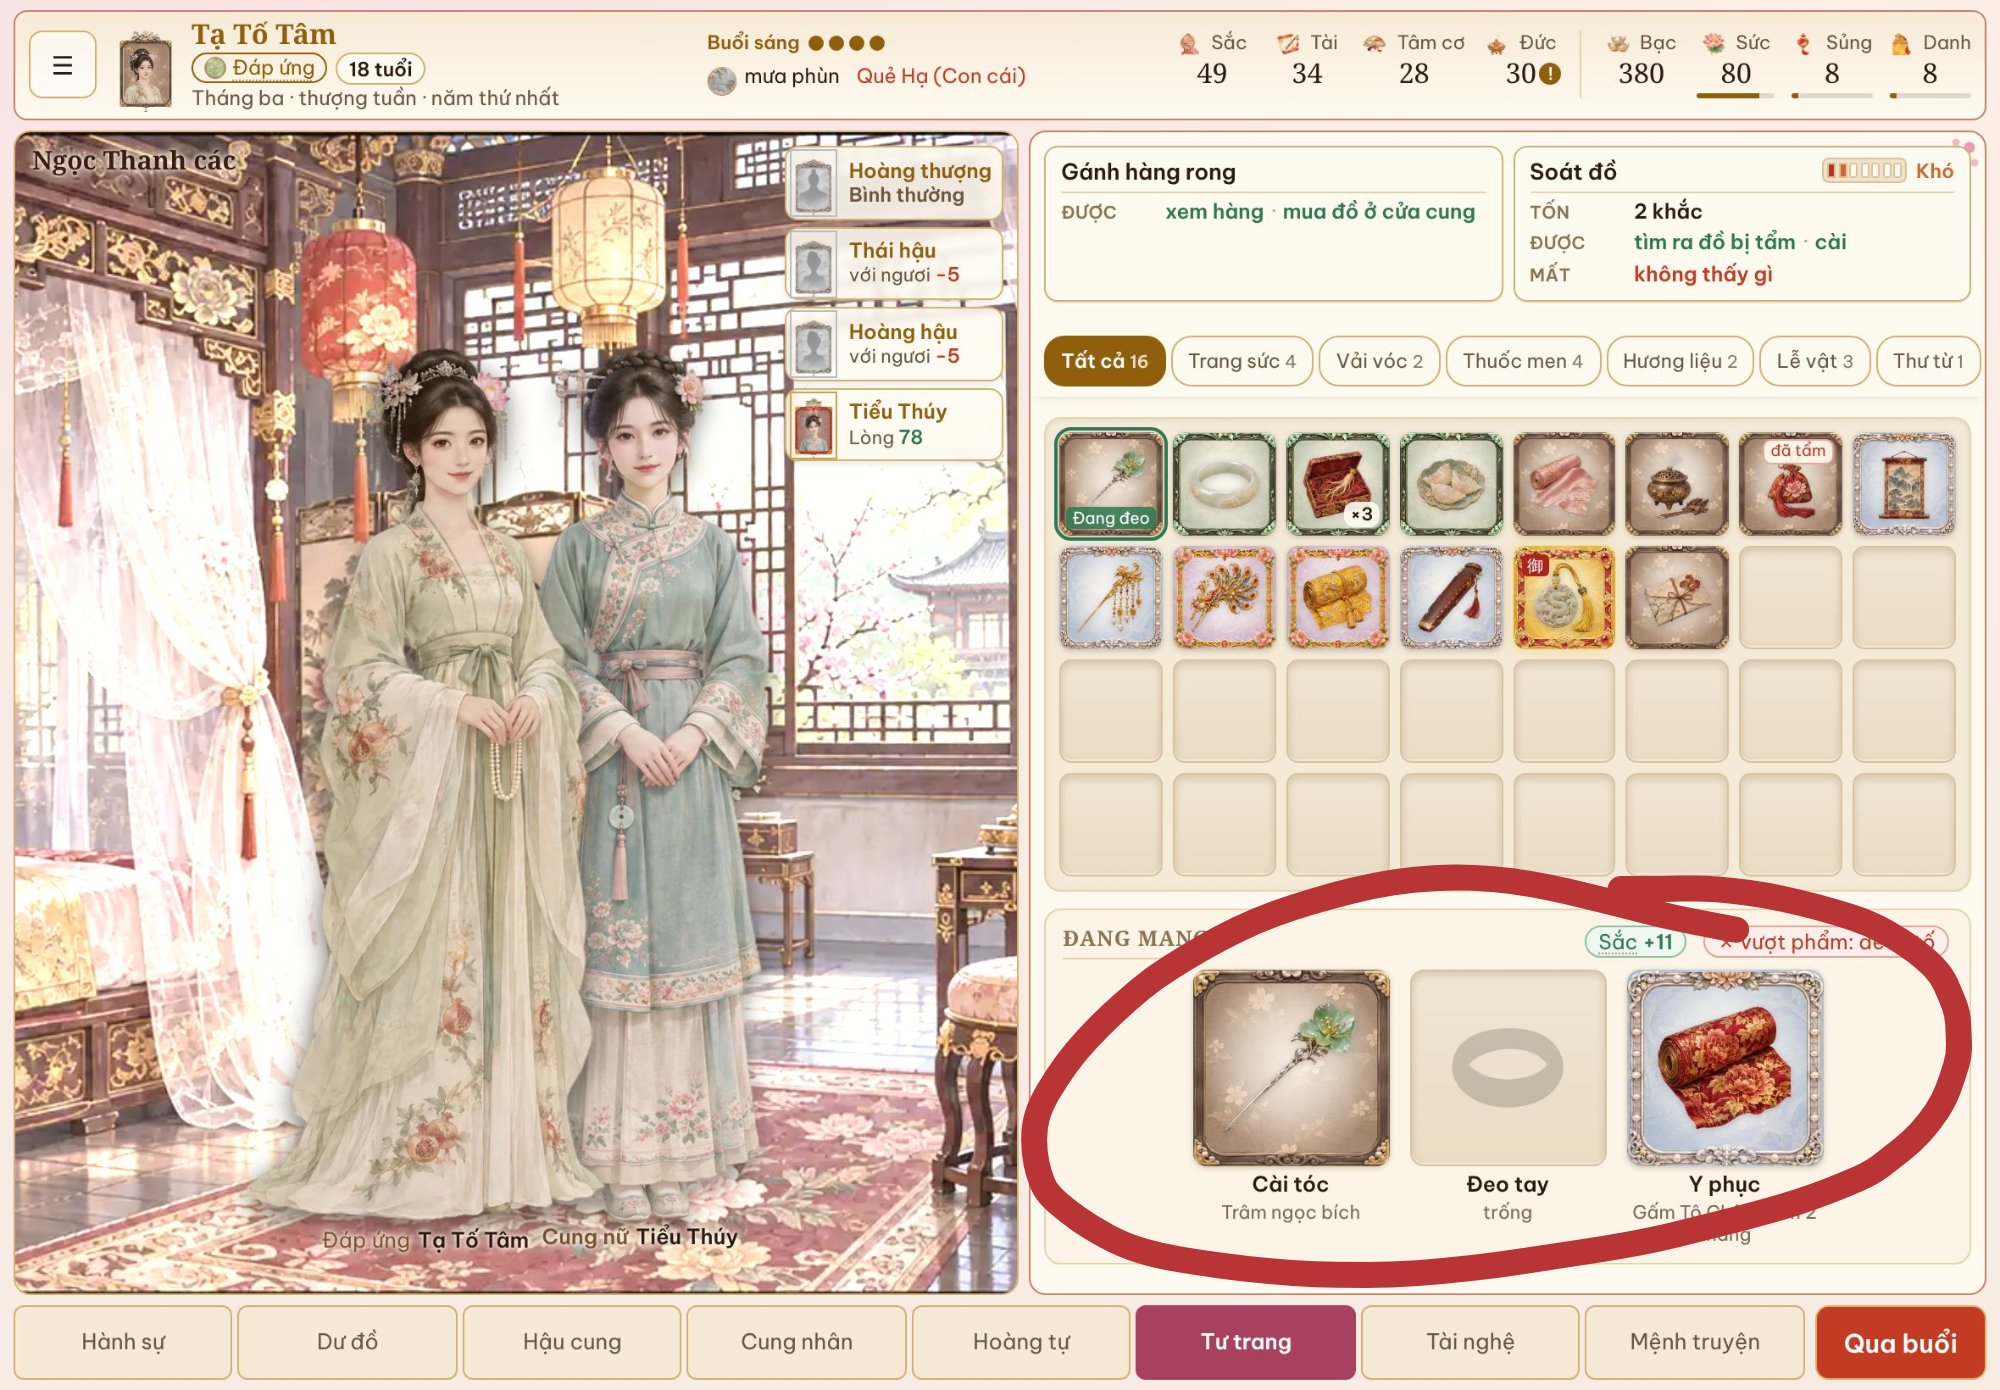 Tạ Tố Tâm
Đáp ứng 18 tuổi
Tháng ba · thượng tuần · năm thứ nhất
Buổi sáng
mưa phùn Quẻ Hạ (Con cái)
Sắc Tài Tâm cơ Đức Bạc Sức Sủng Danh
49 34 28 30 ! 380 80 8 8
Ngọc Thanh các
Hoàng thượng
Bình thường
Thái hậu
với ngươi -5
Hoàng hậu
với ngươi -5
Tiểu Thúy
Lòng 78
Đáp ứng Tạ Tố Tâm Cung nữ Tiểu Thúy
Gánh hàng rong
ĐƯỢC xem hàng · mua đồ ở cửa cung
Soát đồ Khó
TỐN 2 khắc
ĐƯỢC tìm ra đồ bị tẩm · cài
MẤT không thấy gì
Tất cả 16 Trang sức 4 Vải vóc 2 Thuốc men 4 Hương liệu 2 Lễ vật 3 Thư từ 1
đã tẩm
Đang đeo ×3
御
ĐANG MANG Sắc +11 × vượt phẩm:
Cài tóc Đeo tay Y phục
Trâm ngọc bích trống Gấm Tô 2
Hành sự Dư đồ Hậu cung Cung nhân Hoàng tự Tư trang Tài nghệ Mệnh truyện Qua buổi